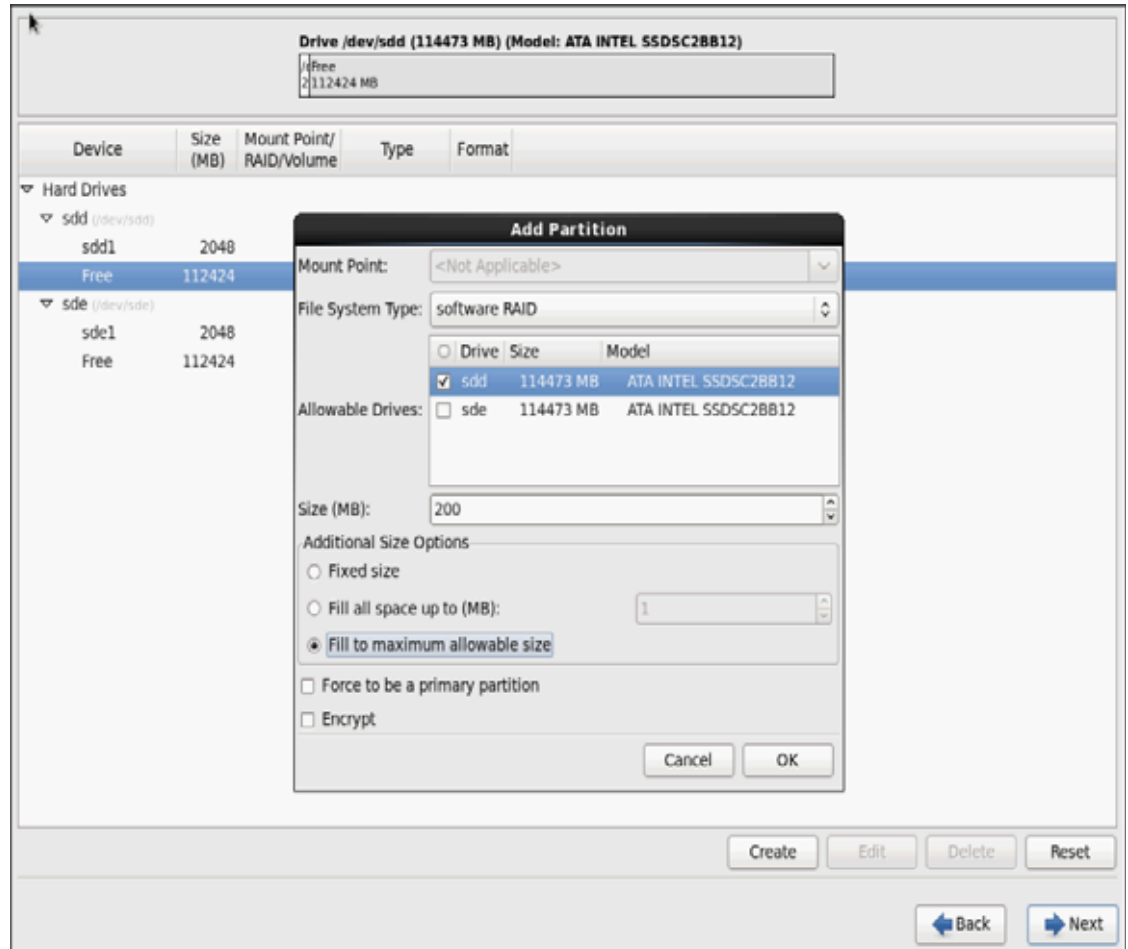 Drive /dev/sdd (114473 MB) (Model: ATA INTEL SSDSC2BB12)
Free
2 112424 MB
Device Size (MB) Mount Point/ RAID/Volume Type Format
Hard Drives
sdd (/dev/sdd)
sdd1 2048
Free 112424
sde (/dev/sde)
sde1 2048
Free 112424
Add Partition
Mount Point: <Not Applicable>
File System Type: software RAID
Drive Size Model
sdd 114473 MB ATA INTEL SSDSC2BB12
Allowable Drives: sde 114473 MB ATA INTEL SSDSC2BB12
Size (MB): 200
Additional Size Options
Fixed size
Fill all space up to (MB): 1
Fill to maximum allowable size
Force to be a primary partition
Encrypt
Cancel OK
Create Edit Delete Reset
Back Next